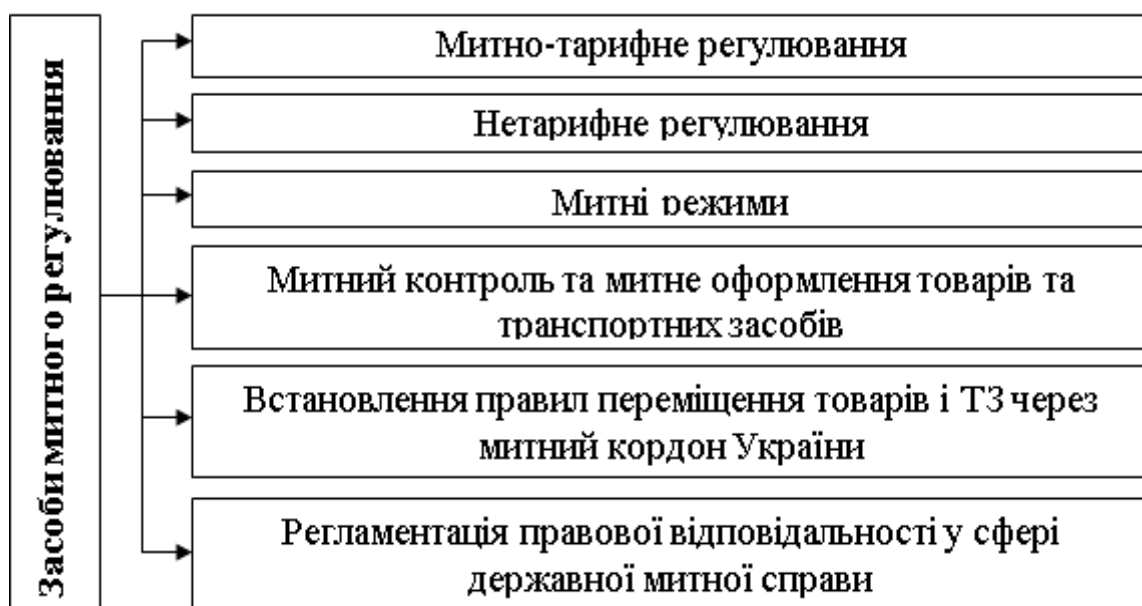 Засоби митного регулювання
Митно-тарифне регулювання
Нетарифне регулювання
Митні режими
Митний контроль та митне оформлення товарів та
транспортних засобів
Встановлення правил переміщення товарів і ТЗ через
митний кордон України
Регламентація правової відповідальності у сфері
державної митної справи